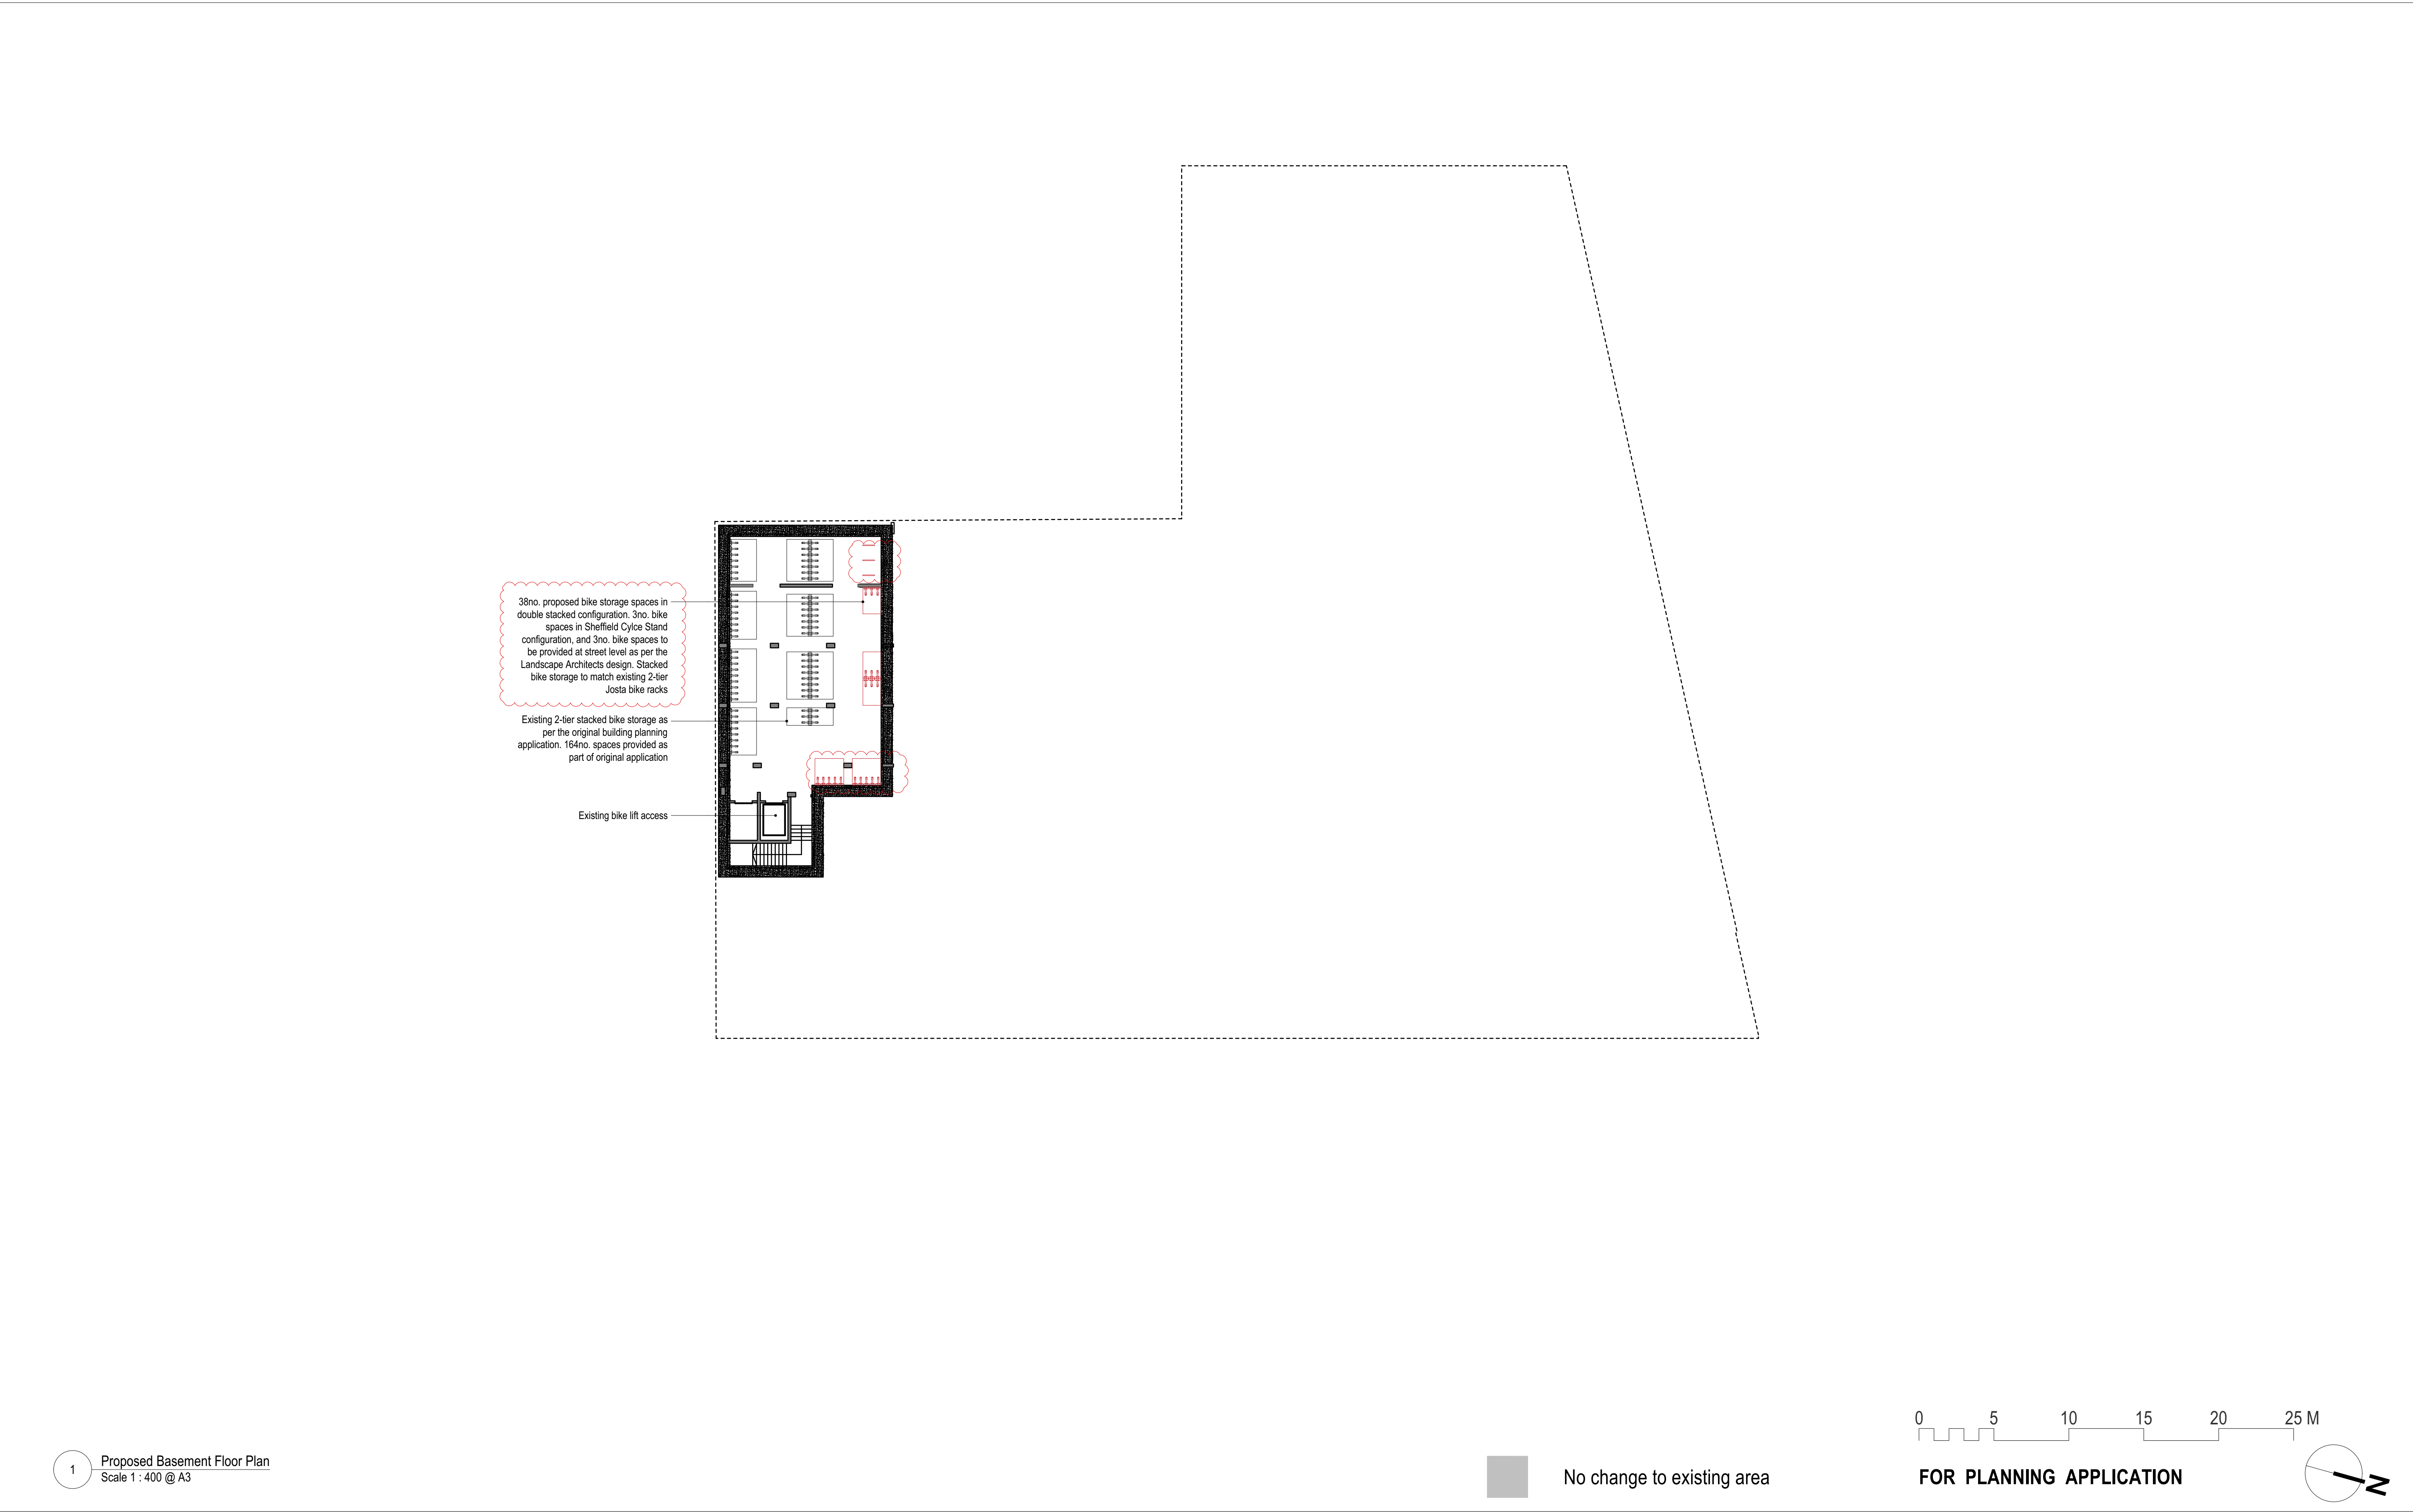 38no. proposed bike storage spaces in
double stacked configuration. 3no. bike
spaces in Sheffield Cylce Stand
configuration, and 3no. bike spaces to
be provided at street level as per the
Landscape Architects design. Stacked
bike storage to match existing 2-tier
Josta bike racks
Existing 2-tier stacked bike storage as
per the original building planning
application. 164no. spaces provided as
part of original application
Existing bike lift access
0 5 10 15 20 25 M
1
Proposed Basement Floor Plan
Scale 1 : 400 @ A3
No change to existing area
FOR PLANNING APPLICATION
N